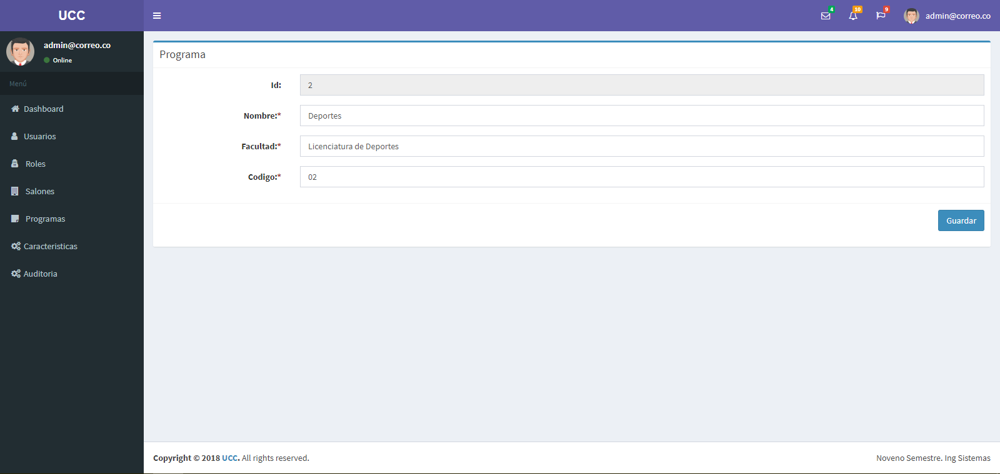 UCC
4
10
9
admin@correo.co
admin@correo.co
Online
Menú
Dashboard
Usuarios
Roles
Salones
Programas
Caracteristicas
Auditoria
Programa
Id:
2
Nombre:*
Deportes
Facultad:*
Licenciatura de Deportes
Codigo:*
02
Guardar
Copyright © 2018 UCC. All rights reserved.
Noveno Semestre. Ing Sistemas